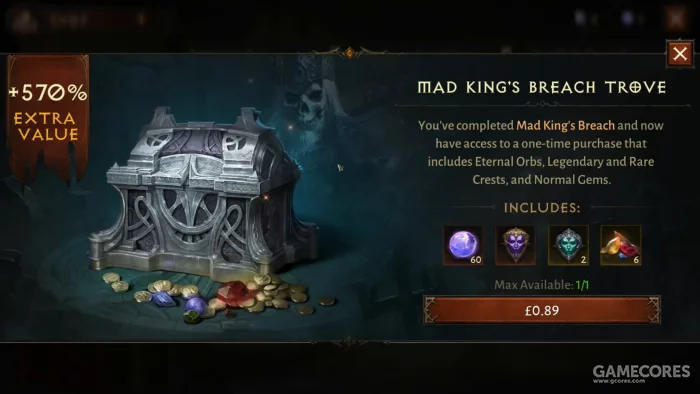 +570%
EXTRA
VALUE
MAD KING'S BREACH TROVE
You've completed Mad King's Breach and now
have access to a one-time purchase that
includes Eternal Orbs, Legendary and Rare
Crests, and Normal Gems.
INCLUDES:
60
2
6
Max Available: 1/1
£0.89
GAMECORES
www.gcores.com